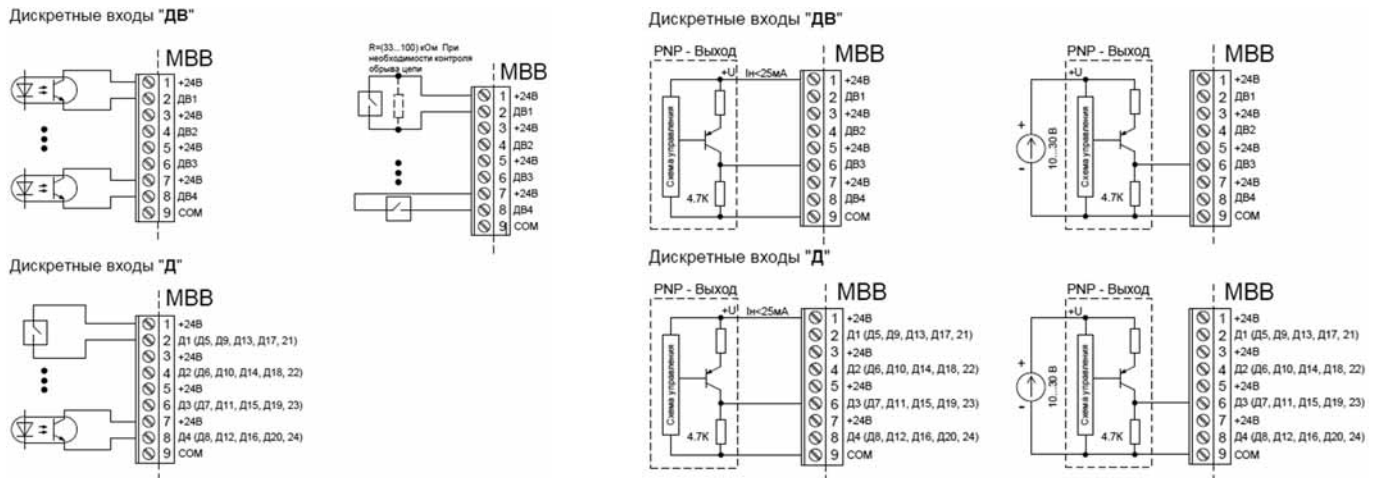 Дискретные входы "ДВ"
МВВ
1 +24В
2 ДВ1
3 +24В
4 ДВ2
5 +24В
6 ДВ3
7 +24В
8 ДВ4
9 COM
R=(33...100) кОм При
необходимости контроля
обрыва цепи
МВВ
1 +24В
2 ДВ1
3 +24В
4 ДВ2
5 +24В
6 ДВ3
7 +24В
8 ДВ4
9 COM
Дискретные входы "Д"
МВВ
1 +24В
2 Д1 (Д5, Д9, Д13, Д17, 21)
3 +24В
4 Д2 (Д6, Д10, Д14, Д18, 22)
5 +24В
6 Д3 (Д7, Д11, Д15, Д19, 23)
7 +24В
8 Д4 (Д8, Д12, Д16, Д20, 24)
9 COM
Дискретные входы "ДВ"
PNP - Выход
+U
Iн<25мА
Схема управления
4.7К
МВВ
1 +24В
2 ДВ1
3 +24В
4 ДВ2
5 +24В
6 ДВ3
7 +24В
8 ДВ4
9 COM
PNP - Выход
+U
+
-
10...30 В
Схема управления
4.7К
МВВ
1 +24В
2 ДВ1
3 +24В
4 ДВ2
5 +24В
6 ДВ3
7 +24В
8 ДВ4
9 COM
Дискретные входы "Д"
PNP - Выход
+U
Iн<25мА
Схема управления
4.7К
МВВ
1 +24В
2 Д1 (Д5, Д9, Д13, Д17, 21)
3 +24В
4 Д2 (Д6, Д10, Д14, Д18, 22)
5 +24В
6 Д3 (Д7, Д11, Д15, Д19, 23)
7 +24В
8 Д4 (Д8, Д12, Д16, Д20, 24)
9 COM
PNP - Выход
+U
+
-
10...30 В
Схема управления
4.7К
МВВ
1 +24В
2 Д1 (Д5, Д9, Д13, Д17, 21)
3 +24В
4 Д2 (Д6, Д10, Д14, Д18, 22)
5 +24В
6 Д3 (Д7, Д11, Д15, Д19, 23)
7 +24В
8 Д4 (Д8, Д12, Д16, Д20, 24)
9 COM